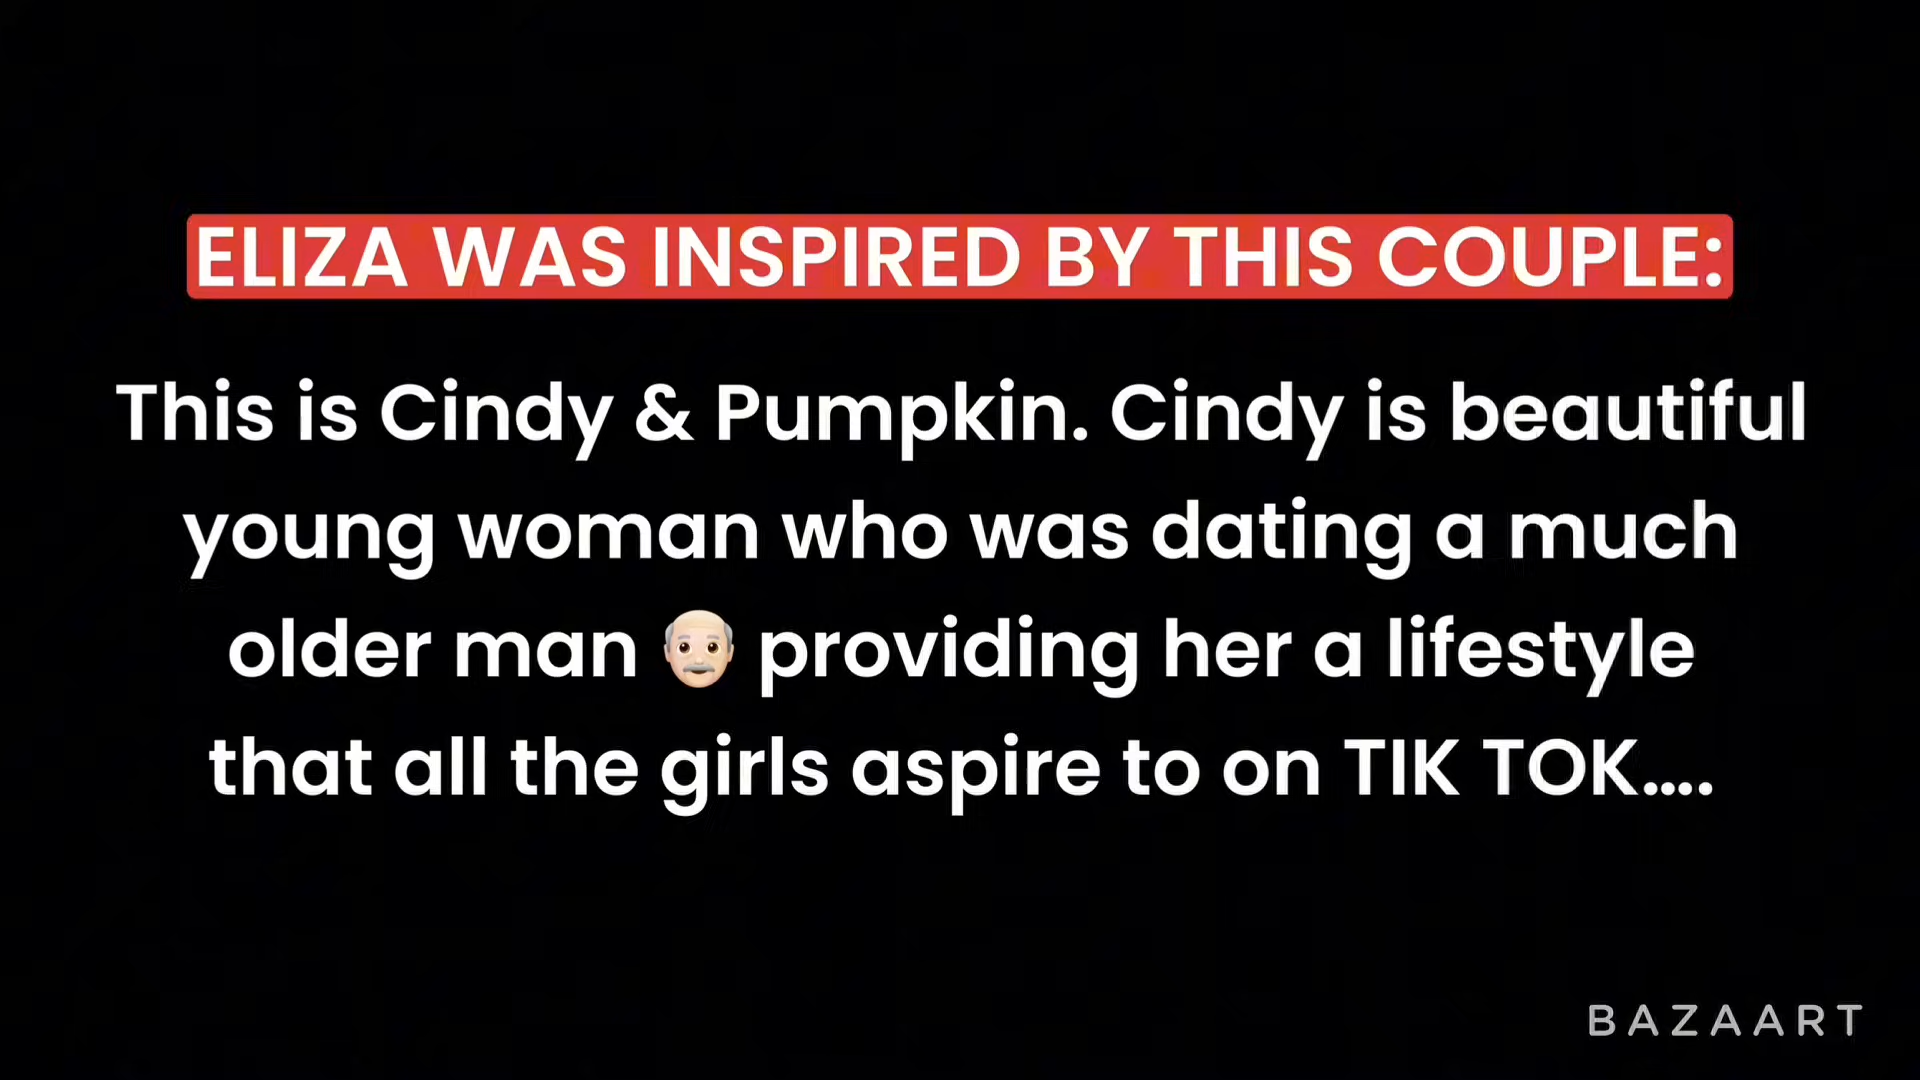 ELIZA WAS INSPIRED BY THIS COUPLE:
This is Cindy & Pumpkin. Cindy is beautiful
young woman who was dating a much
older man 👴🏻 providing her a lifestyle
that all the girls aspire to on TIK TOK....
BAZAART